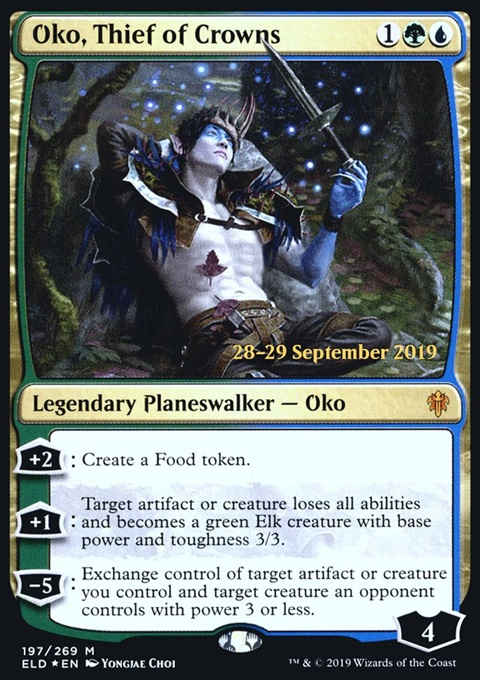 Oko, Thief of Crowns 1
28–29 September 2019
Legendary Planeswalker — Oko
+2 : Create a Food token.
+1 : Target artifact or creature loses all abilities
and becomes a green Elk creature with base
power and toughness 3/3.
−5 : Exchange control of target artifact or creature
you control and target creature an opponent
controls with power 3 or less.
4
197/269 M
ELD ★ EN Yongjae Choi
™ & © 2019 Wizards of the Coast